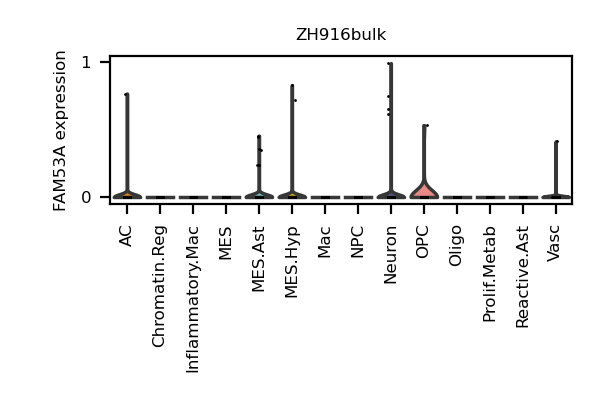 ZH916bulk
FAM53A expression
1
0
AC
Chromatin.Reg
Inflammatory.Mac
MES
MES.Ast
MES.Hyp
Mac
NPC
Neuron
OPC
Oligo
Prolif.Metab
Reactive.Ast
Vasc